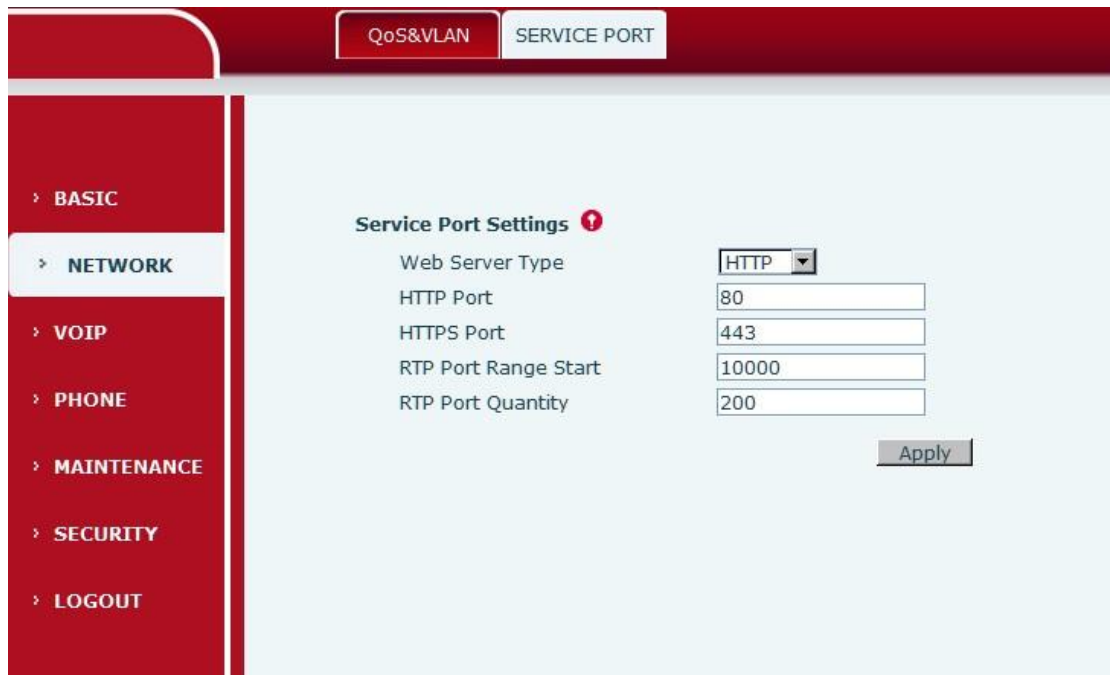 QoS&VLAN SERVICE PORT
BASIC
NETWORK
VOIP
PHONE
MAINTENANCE
SECURITY
LOGOUT
Service Port Settings
Web Server Type HTTP
HTTP Port 80
HTTPS Port 443
RTP Port Range Start 10000
RTP Port Quantity 200
Apply